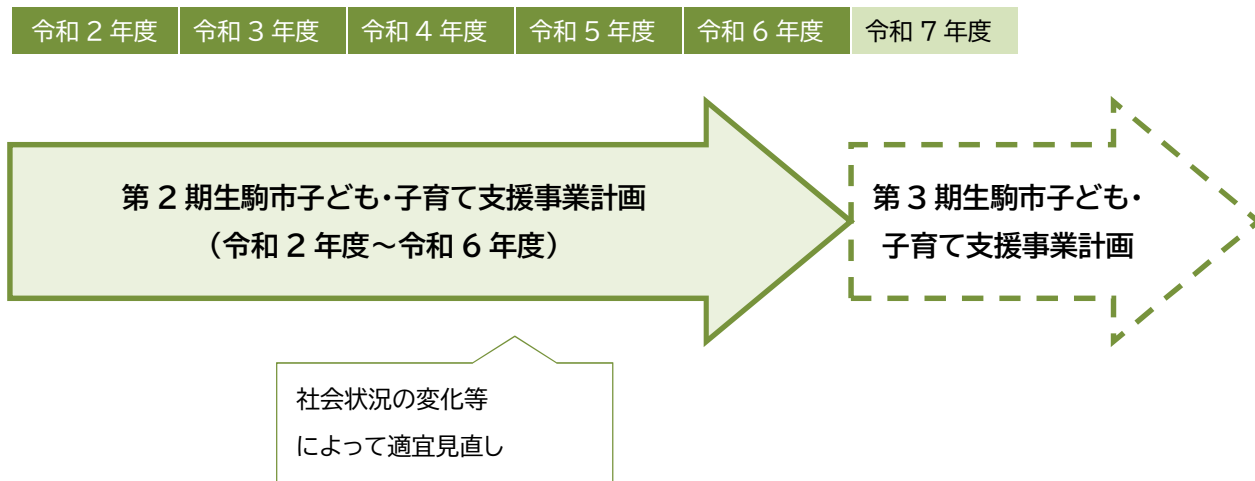 令和 2 年度 令和 3 年度 令和 4 年度 令和 5 年度 令和 6 年度 令和 7 年度
第 2 期生駒市子ども・子育て支援事業計画
（令和 2 年度～令和 6 年度）
第 3 期生駒市子ども・
子育て支援事業計画
社会状況の変化等
によって適宜見直し